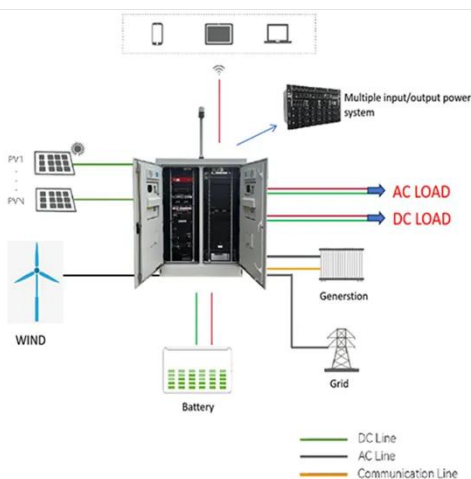 Multiple input/output power
system
PV1
PVN
AC LOAD
DC LOAD
WIND
Generstion
Grid
Battery
DC Line
AC Line
Communication Line